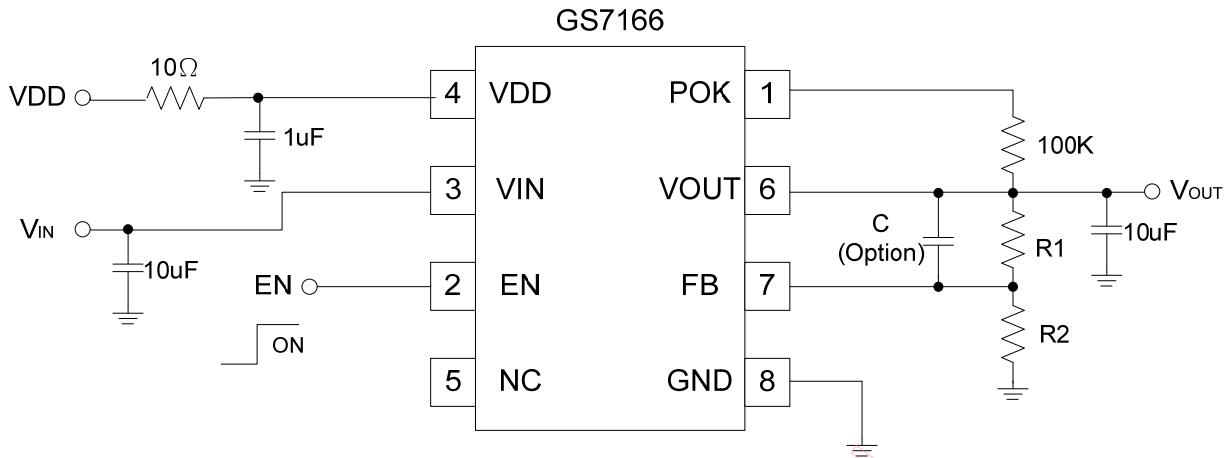 GS7166
10Ω
VDD
4 VDD
POK 1
1uF
100K
3 VIN
VOUT 6
VOUT
VIN
10uF
C
(Option)
R1
10uF
EN
2 EN
FB 7
ON
R2
5 NC
GND 8